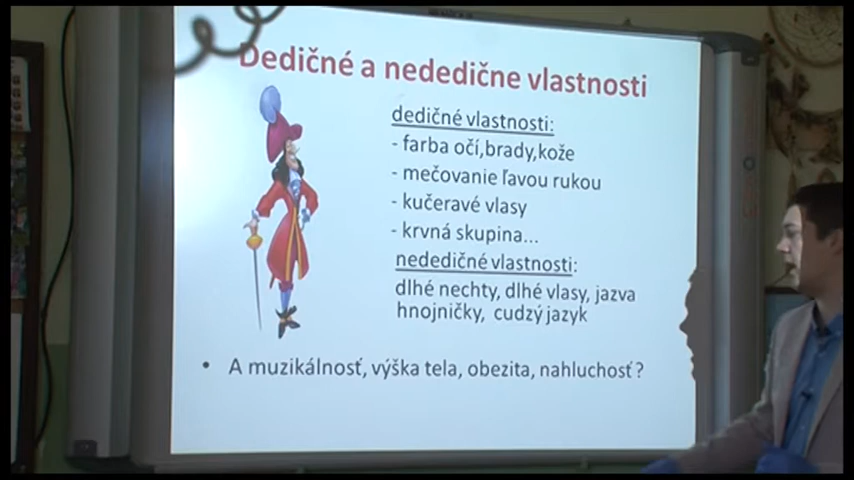 Dedičné a nededične vlastnosti
dedičné vlastnosti:
- farba očí,brady,kože
- mečovanie ľavou rukou
- kučeravé vlasy
- krvná skupina...
nededičné vlastnosti:
dlhé nechty, dlhé vlasy, jazva
hnojničky, cudzý jazyk
• A muzikálnosť, výška tela, obezita, nahluchosť ?